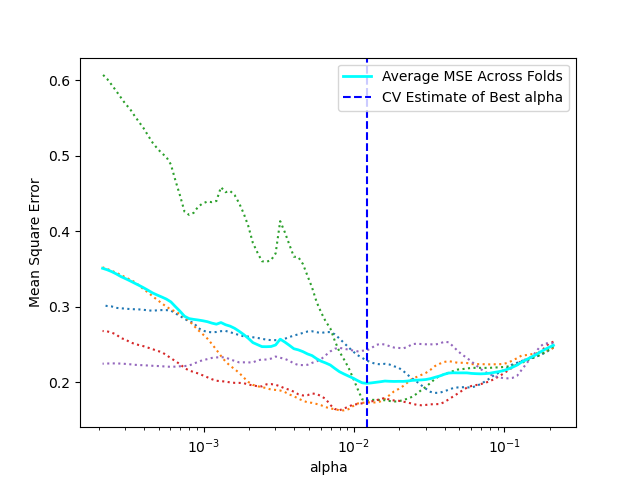 Average MSE Across Folds
CV Estimate of Best alpha
Mean Square Error
0.6
0.5
0.4
0.3
0.2
10⁻³
10⁻²
10⁻¹
alpha